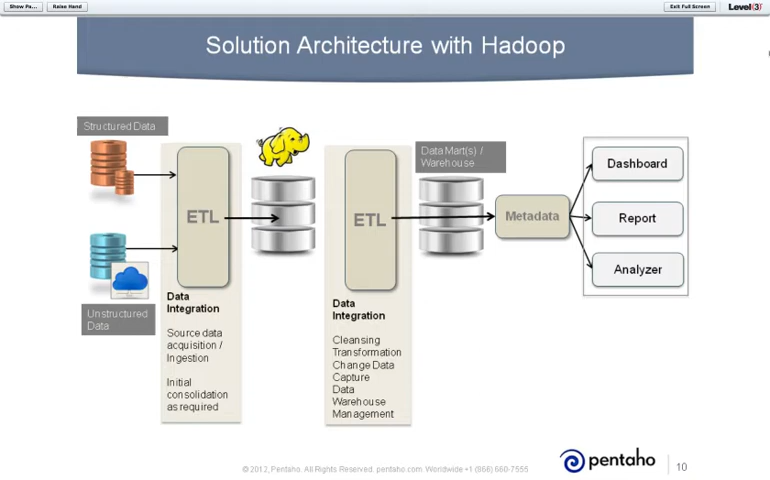 Show Pa...
Raise Hand
Exit Full Screen
Level(3)
Solution Architecture with Hadoop
Structured Data
ETL
Unstructured
Data
Data
Integration
Source data
acquisition /
Ingestion
Initial
consolidation
as required
ETL
Data
Integration
Cleansing
Transformation
Change Data
Capture
Data
Warehouse
Management
Data Mart(s) /
Warehouse
Metadata
Dashboard
Report
Analyzer
© 2012, Pentaho. All Rights Reserved. pentaho.com. Worldwide +1 (866) 660-7555
pentaho
10